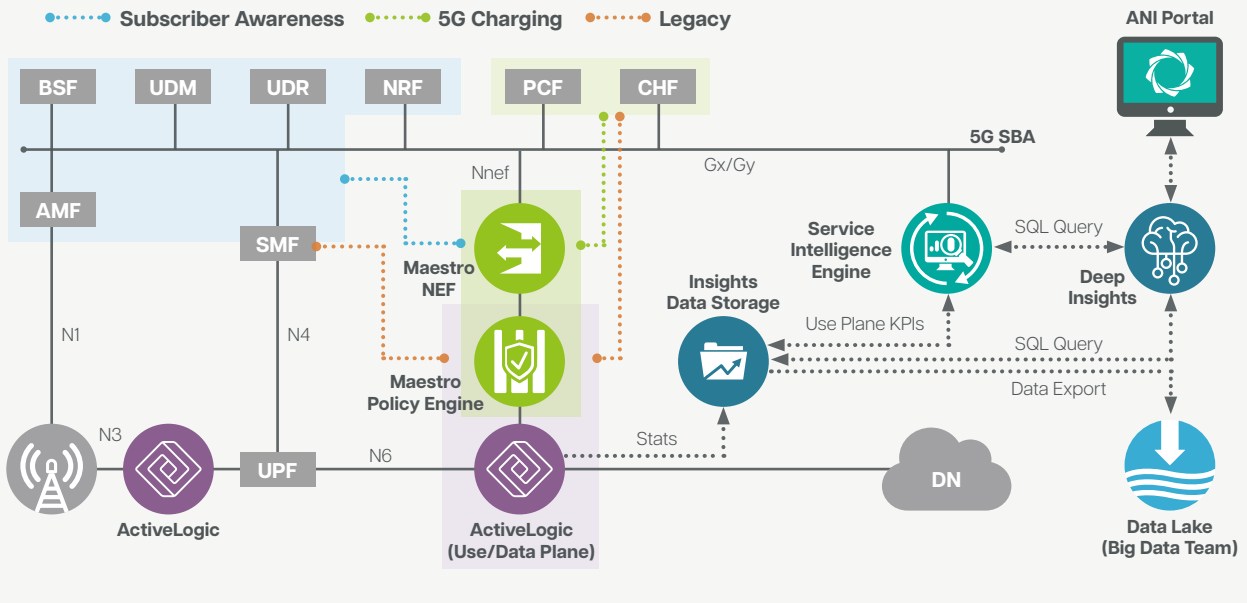 Subscriber Awareness
5G Charging
Legacy
ANI Portal
BSF
UDM
UDR
NRF
PCF
CHF
5G SBA
Nnef
Gx/Gy
AMF
SMF
Maestro
NEF
Service
Intelligence
Engine
SQL Query
Deep
Insights
Insights
Data Storage
N1
N4
Use Plane KPIs
SQL Query
Data Export
Maestro
Policy Engine
N3
UPF
N6
Stats
DN
ActiveLogic
ActiveLogic
(Use/Data Plane)
Data Lake
(Big Data Team)